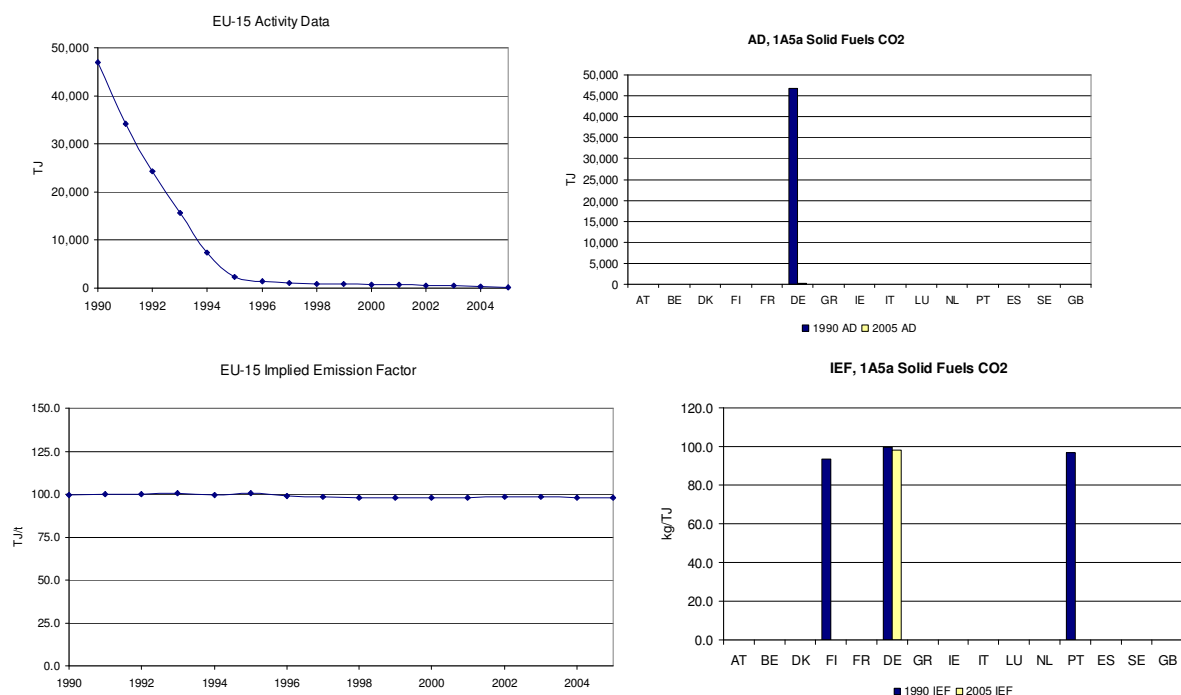 EU-15 Activity Data
50,000
40,000
30,000
20,000
10,000
0
TJ
1990 1992 1994 1996 1998 2000 2002 2004
AD, 1A5a Solid Fuels CO2
50,000
45,000
40,000
35,000
30,000
25,000
20,000
15,000
10,000
5,000
0
TJ
AT BE DK FI FR DE GR IE IT LU NL PT ES SE GB
1990 AD 2005 AD
EU-15 Implied Emission Factor
150.0
125.0
100.0
75.0
50.0
25.0
0.0
TJ/t
1990 1992 1994 1996 1998 2000 2002 2004
IEF, 1A5a Solid Fuels CO2
120.0
100.0
80.0
60.0
40.0
20.0
0.0
kg/TJ
AT BE DK FI FR DE GR IE IT LU NL PT ES SE GB
1990 IEF 2005 IEF